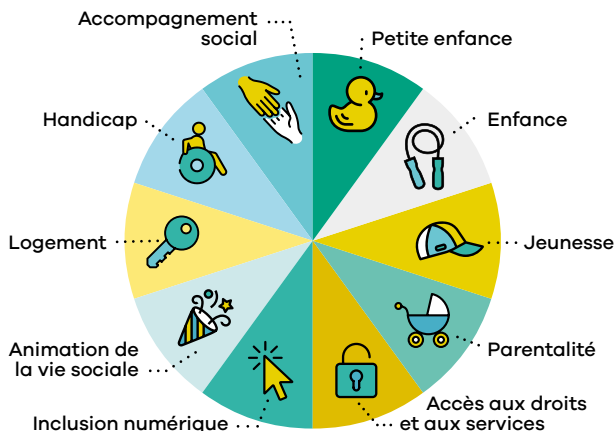 Accompagnement
social
Petite enfance
Handicap
Enfance
Logement
Jeunesse
Animation de
la vie sociale
Parentalité
Inclusion numérique
Accès aux droits
et aux services